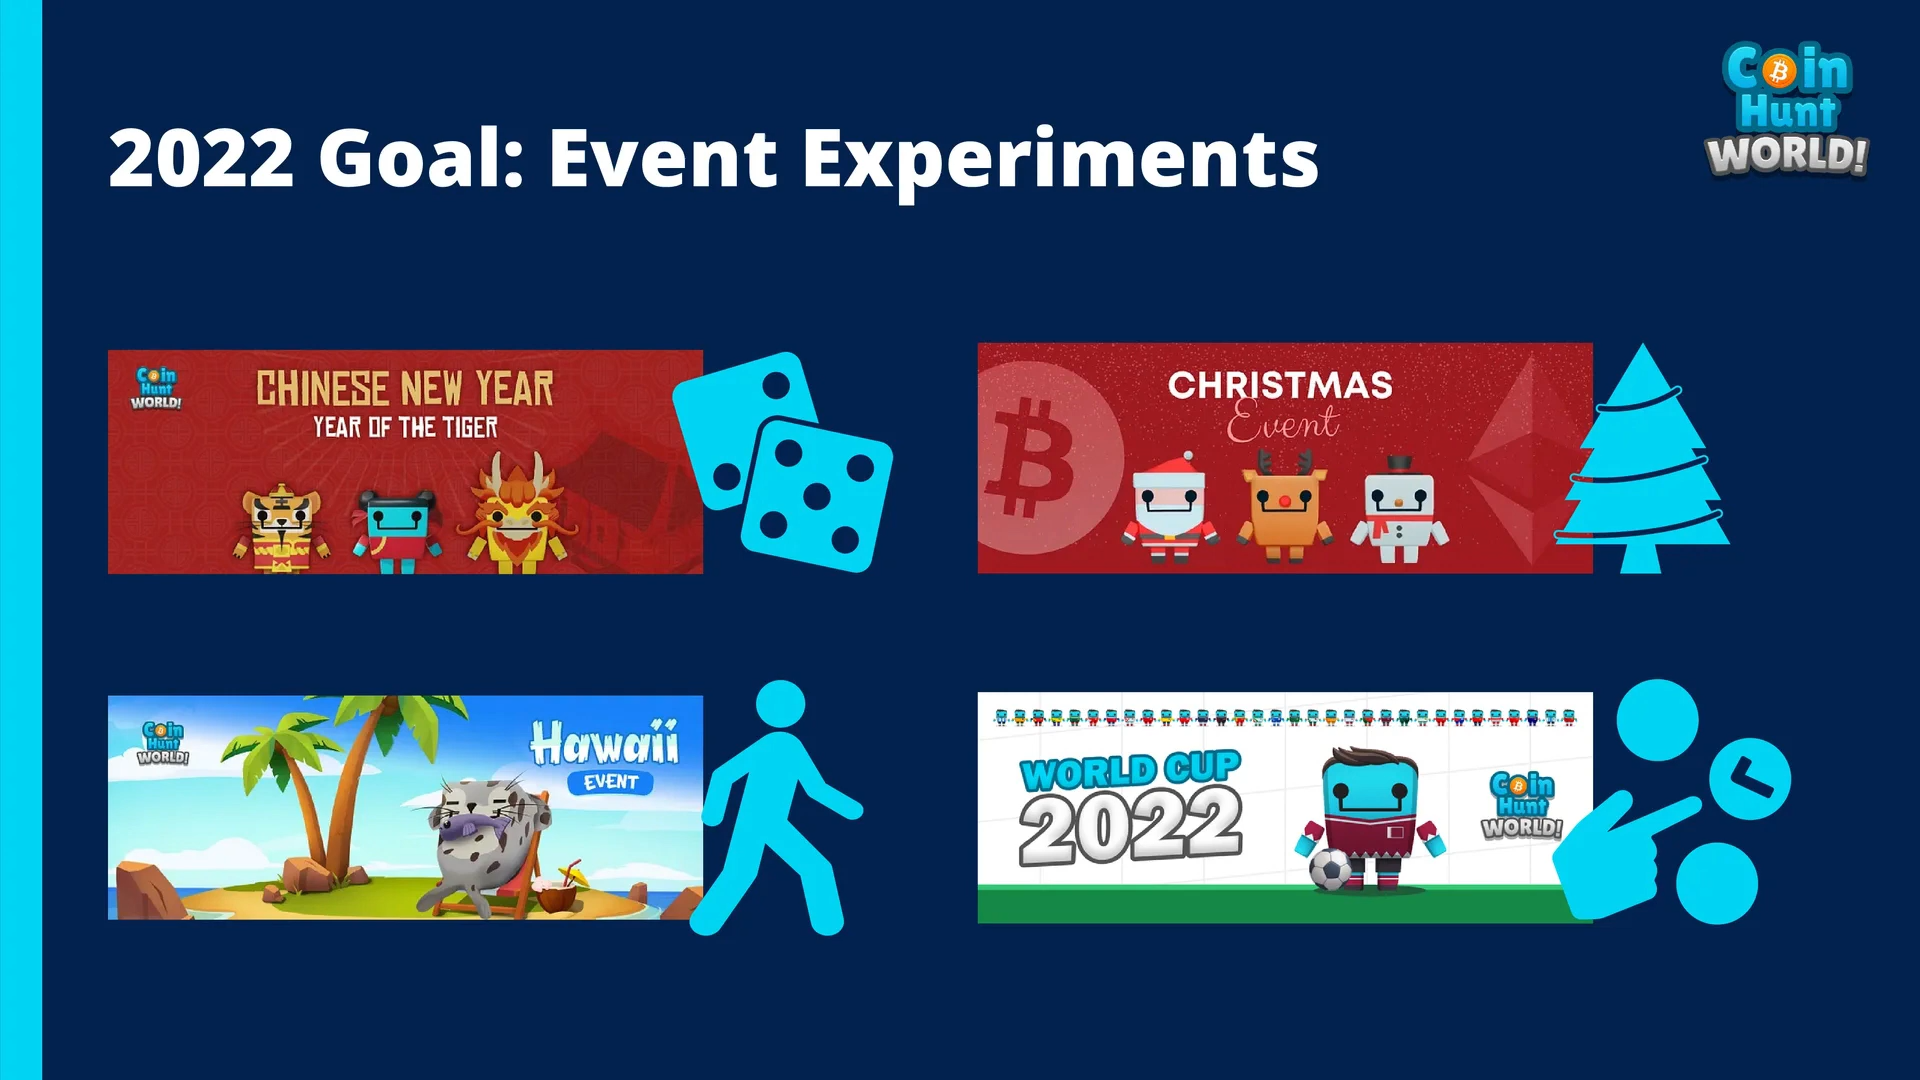 2022 Goal: Event Experiments
Coin
Hunt
WORLD!
Coin
Hunt
WORLD!
CHINESE NEW YEAR
YEAR OF THE TIGER
CHRISTMAS
Event
Coin
Hunt
WORLD!
Hawaii
EVENT
WORLD CUP
2022
Coin
Hunt
WORLD!